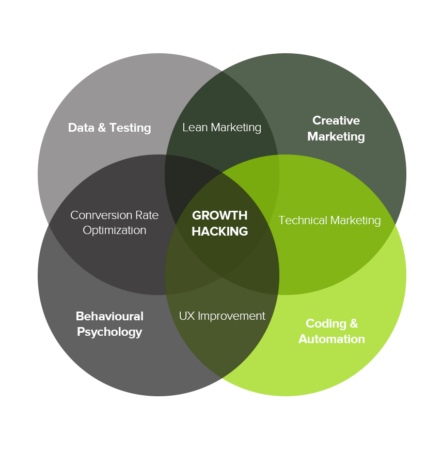 Data & Testing
Lean Marketing
Creative
Marketing
Conrversion Rate
Optimization
GROWTH
HACKING
Technical Marketing
Behavioural
Psychology
UX Improvement
Coding &
Automation